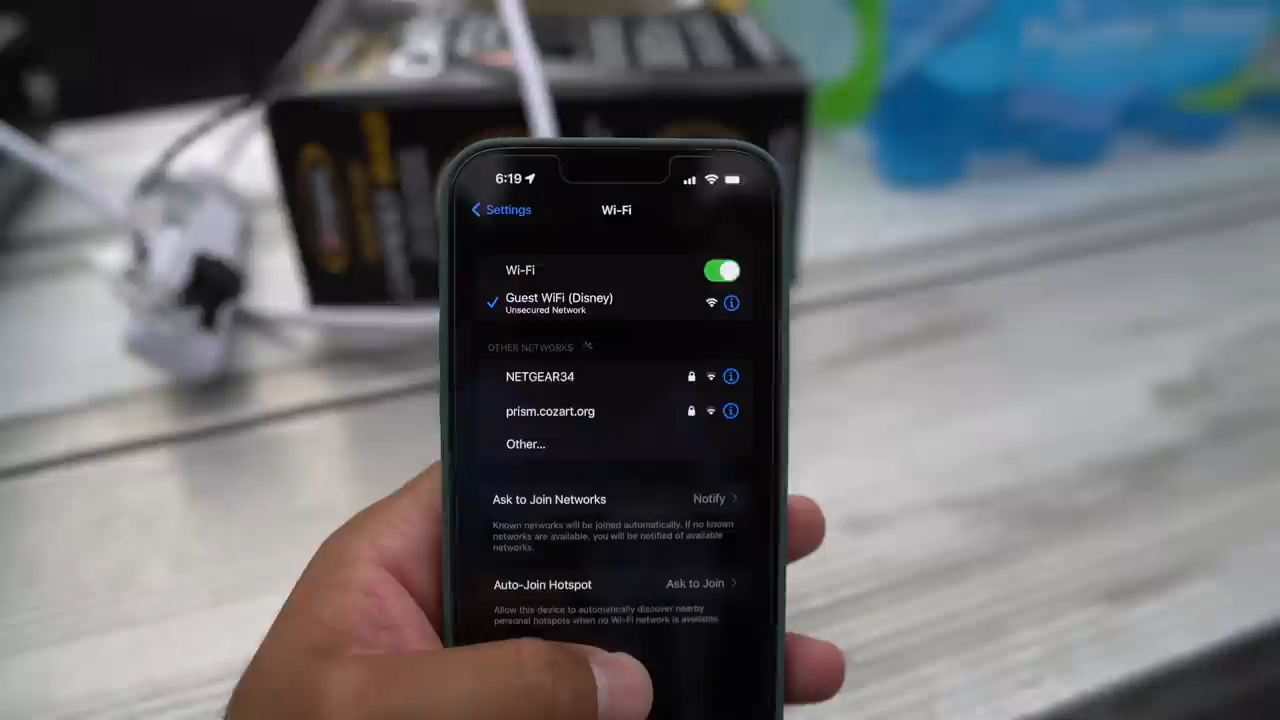 6:19
Settings
Wi-Fi
Wi-Fi
Guest WiFi (Disney)
Unsecured Network
OTHER NETWORKS
NETGEAR34
prism.cozart.org
Other...
Ask to Join Networks Notify
Known networks will be joined automatically. If no known
networks are available, you will be notified of available
networks.
Auto-Join Hotspot Ask to Join
Allow this device to automatically discover nearby
personal hotspots when no Wi-Fi network is available.